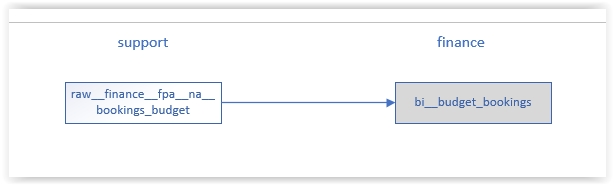 support
finance
raw__finance__fpa__na__
bookings_budget
bi__budget_bookings